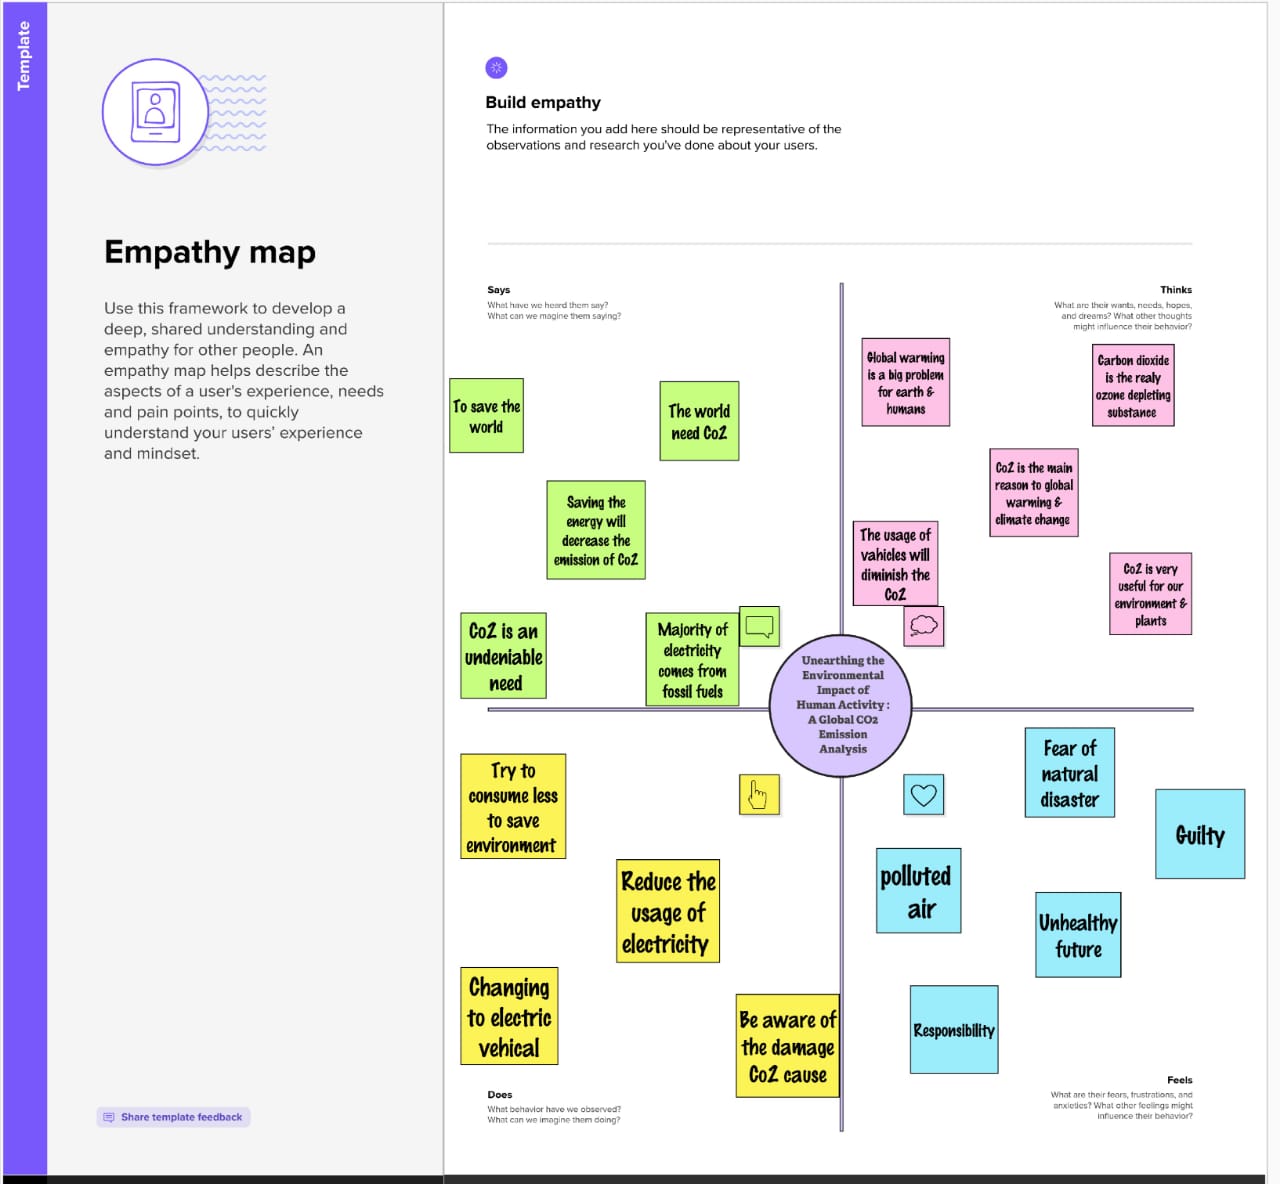 Template
Empathy map
Use this framework to develop a
deep, shared understanding and
empathy for other people. An
empathy map helps describe the
aspects of a user's experience, needs
and pain points, to quickly
understand your users’ experience
and mindset.
Share template feedback
Build empathy
The information you add here should be representative of the
observations and research you've done about your users.
Says
What have we heard them say?
What can we magine them saying?
To save the
world
The world
need Co2
Saving the
energy will
decrease the
emission of Co2
Co2 is an
undeniable
need
Majority of
electricity
comes from
fossil fuels
Thinks
What are their wants, needs, hopes,
and dreams? What other thoughts
might influence their behavior?
Global warming
is a big problem
for earth &
humans
Carbon dioxide
is the realy
ozone depleting
substance
Co2 is the main
reason to global
warming &
climate change
The usage of
vahicles will
diminish the
Co2
Co2 is very
useful for our
environment &
plants
Unearthing the
Environmental
Impact of
Human Activity :
A Global CO2
Emission
Analysis
Try to
consume less
to save
environment
Reduce the
usage of
electricity
Changing
to electric
vehical
Be aware of
the damage
Co2 cause
Does
What behavior have we observed?
What can we imagine them doing?
Fear of
natural
disaster
Guilty
polluted
air
Unhealthy
future
Responsibility
Feels
What are their fears, frustrations, and
anxieties? What other feelings might
influence their behavior?